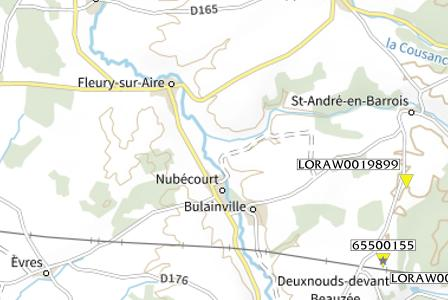 D165
la Cousanc
Fleury-sur-Aire
St-André-en-Barrois
LORAW0019899
Nubécourt
Bulainville
65500155
Èvres
D176
Deuxnouds-devant
LORAW00
Beauzée